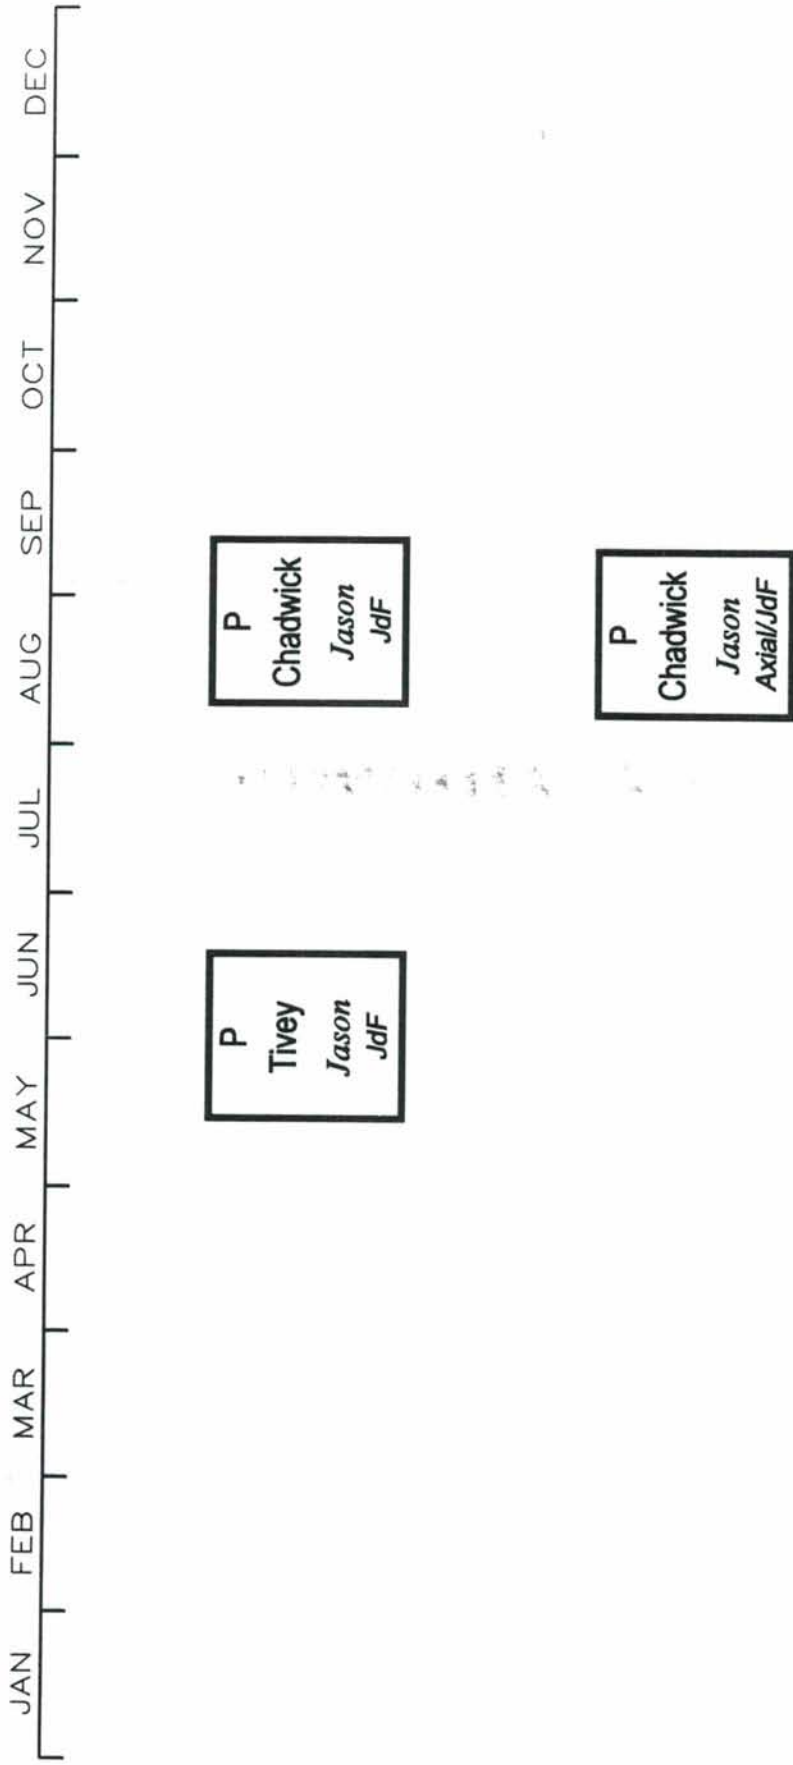 JAN FEB MAR APR MAY JUN JUL AUG SEP OCT NOV DEC
P
Tivey
Jason
JdF
P
Chadwick
Jason
JdF
P
Chadwick
Jason
Axial/JdF